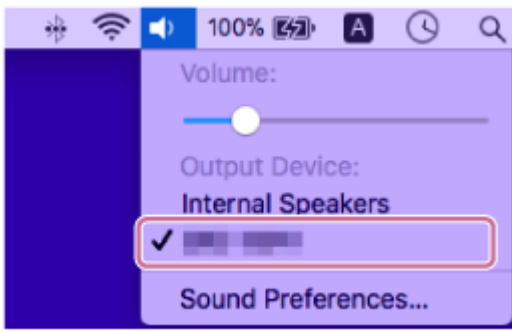 100% A
Volume:
Output Device:
Internal Speakers
Sound Preferences...